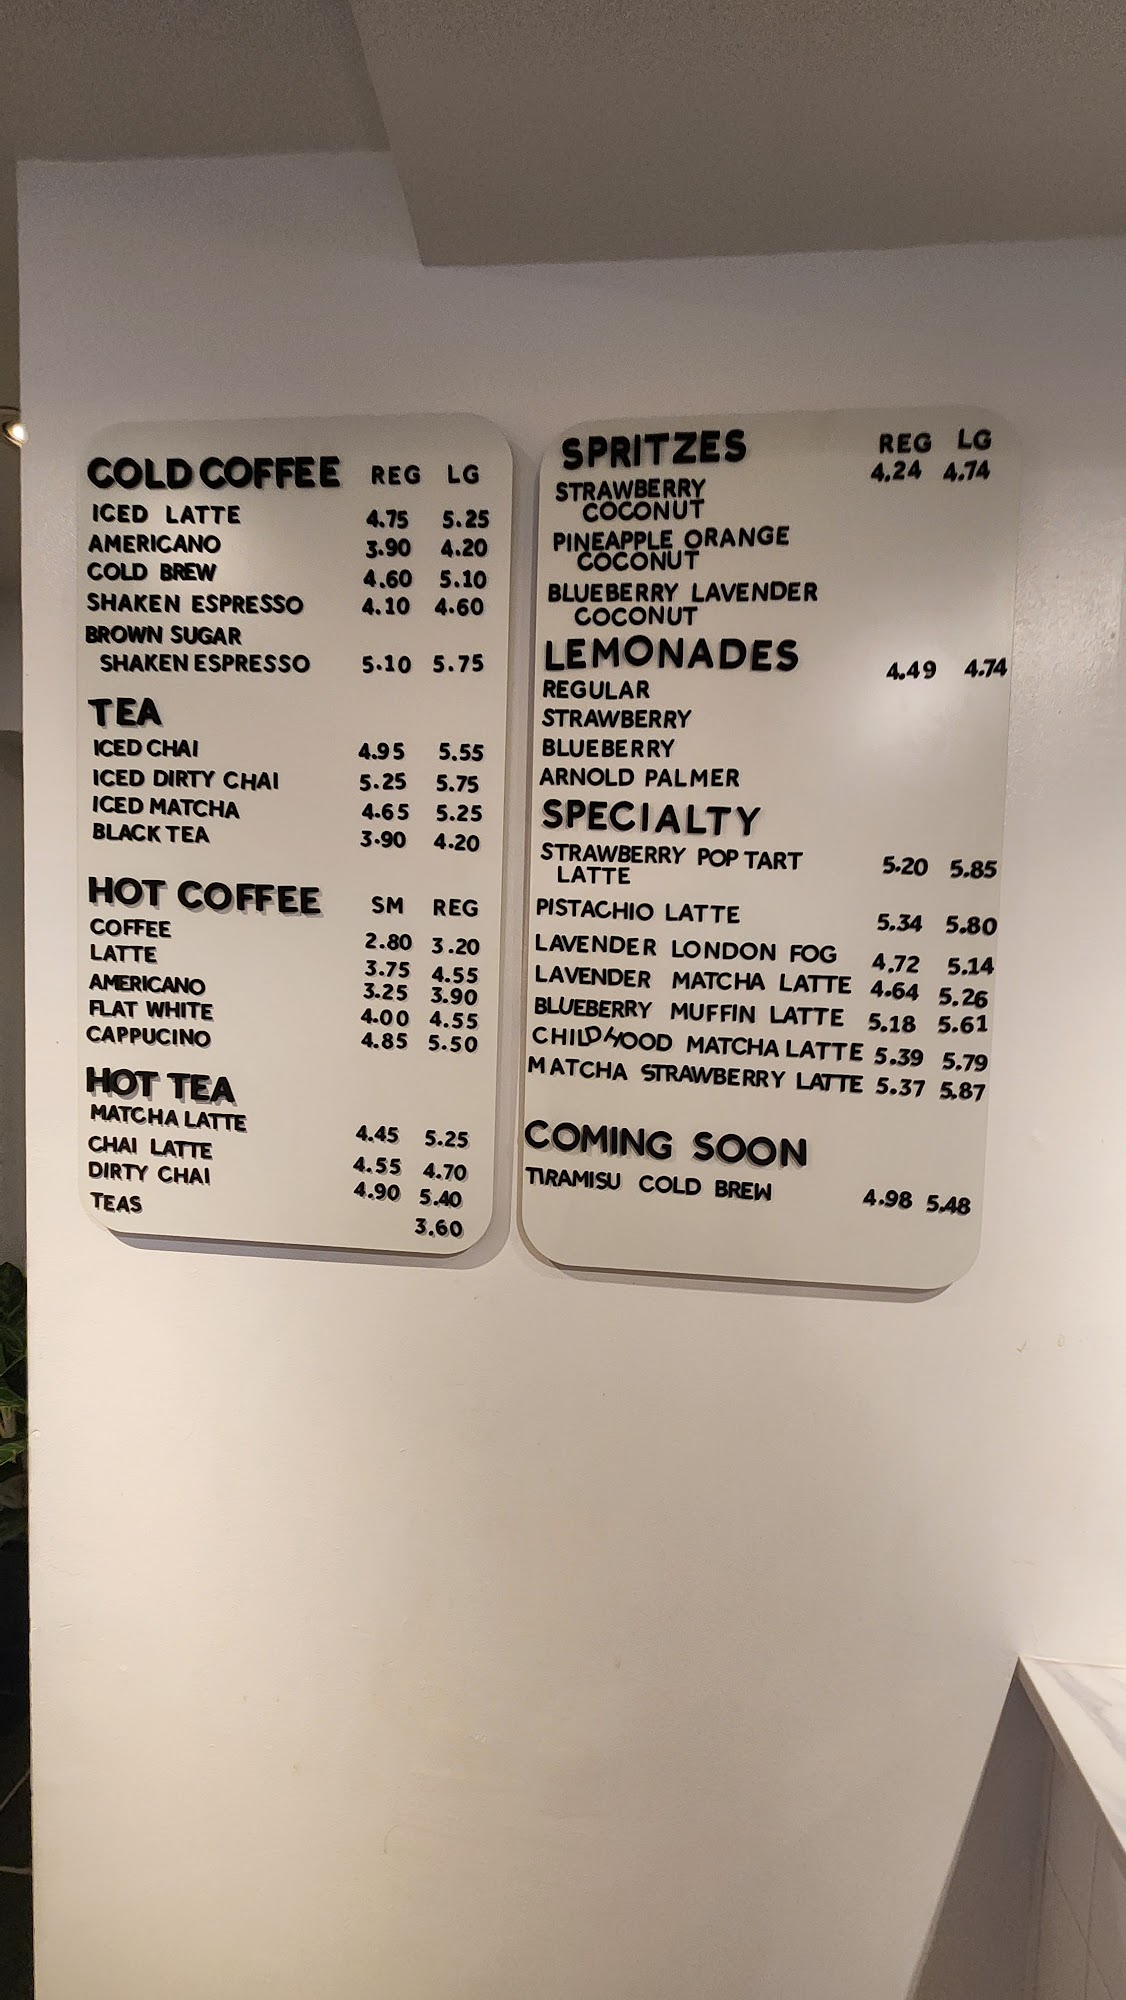 COLD COFFEE REG LG
ICED LATTE 4.75 5.25
AMERICANO 3.90 4.20
COLD BREW 4.60 5.10
SHAKEN ESPRESSO 4.10 4.60
BROWN SUGAR
SHAKEN ESPRESSO 5.10 5.75
TEA
ICED CHAI 4.95 5.55
ICED DIRTY CHAI 5.25 5.75
ICED MATCHA 4.65 5.25
BLACK TEA 3.90 4.20
HOT COFFEE SM REG
COFFEE 2.80 3.20
LATTE 3.75 4.55
AMERICANO 3.25 3.90
FLAT WHITE 4.00 4.55
CAPPUCINO 4.85 5.50
HOT TEA
MATCHA LATTE 4.45 5.25
CHAI LATTE 4.55 4.70
DIRTY CHAI 4.90 5.40
TEAS 3.60
SPRITZES REG LG
4.24 4.74
STRAWBERRY
COCONUT
PINEAPPLE ORANGE
COCONUT
BLUEBERRY LAVENDER
COCONUT
LEMONADES 4.49 4.74
REGULAR
STRAWBERRY
BLUEBERRY
ARNOLD PALMER
SPECIALTY
STRAWBERRY POP TART 5.20 5.85
LATTE
PISTACHIO LATTE 5.34 5.80
LAVENDER LONDON FOG 4.72 5.14
LAVENDER MATCHA LATTE 4.64 5.26
BLUEBERRY MUFFIN LATTE 5.18 5.61
CHILDHOOD MATCHA LATTE 5.39 5.79
MATCHA STRAWBERRY LATTE 5.37 5.87
COMING SOON
TIRAMISU COLD BREW 4.98 5.48